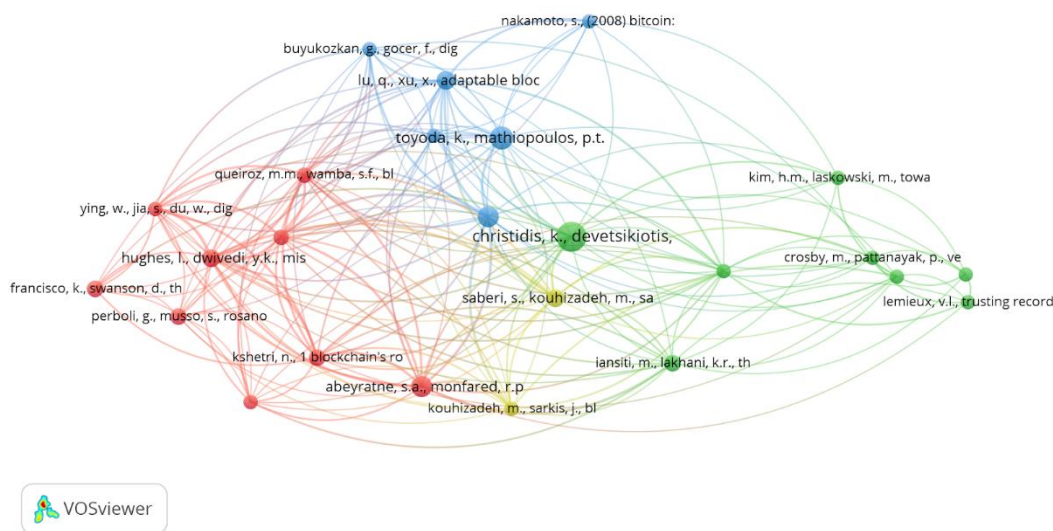 nakamoto, s., (2008) bitcoin:
buyukozkan, g., gocer, f., dig
lu, q., xu, x., adaptable bloc
toyoda, k., mathiopoulos, p.t.
queiroz, m.m., wamba, s.f., bl
kim, h.m., laskowski, m., towa
ying, w., jia, s., du, w., dig
christidis, k., devetsikiotis,
hughes, l., dwivedi, y.k., mis
crosby, m., pattanayak, p., ve
francisco, k., swanson, d., th
saberi, s., kouhizadeh, m., sa
lemieux, v.l., trusting record
perboli, g., musso, s., rosano
kshetri, n., 1 blockchain's ro
iansiti, m., lakhani, k.r., th
abeyratne, s.a., monfared, r.p
kouhizadeh, m., sarkis, j., bl
VOSviewer